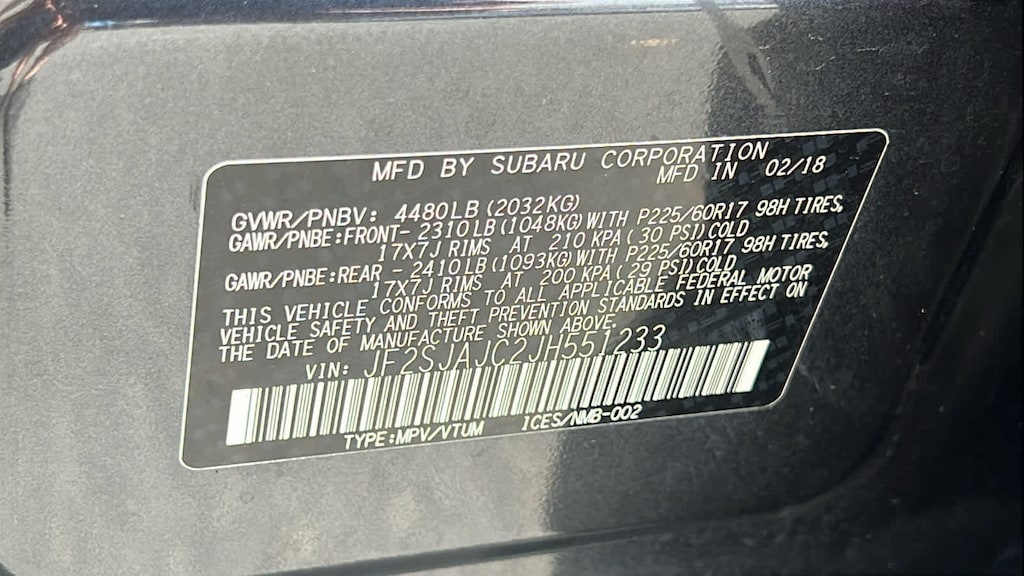 MFD BY SUBARU CORPORATION
MFD IN 02/18
GVWR/PNBV: 4480LB(2032KG)
GAWR/PNBE:FRONT- 2310LB(1048KG)WITH P225/60R17 98H TIRES,
17X7J RIMS AT 210 KPA(30 PSI)COLD
GAWR/PNBE:REAR - 2410LB(1093KG)WITH P225/60R17 98H TIRES,
17X7J RIMS AT 200 KPA(29 PSI)COLD
THIS VEHICLE CONFORMS TO ALL APPLICABLE FEDERAL MOTOR
VEHICLE SAFETY AND THEFT PREVENTION STANDARDS IN EFFECT ON
THE DATE OF MANUFACTURE SHOWN ABOVE.
VIN: JF2SJAJC2JH551233
TYPE:MPV/VTUM ICES/NMB-002